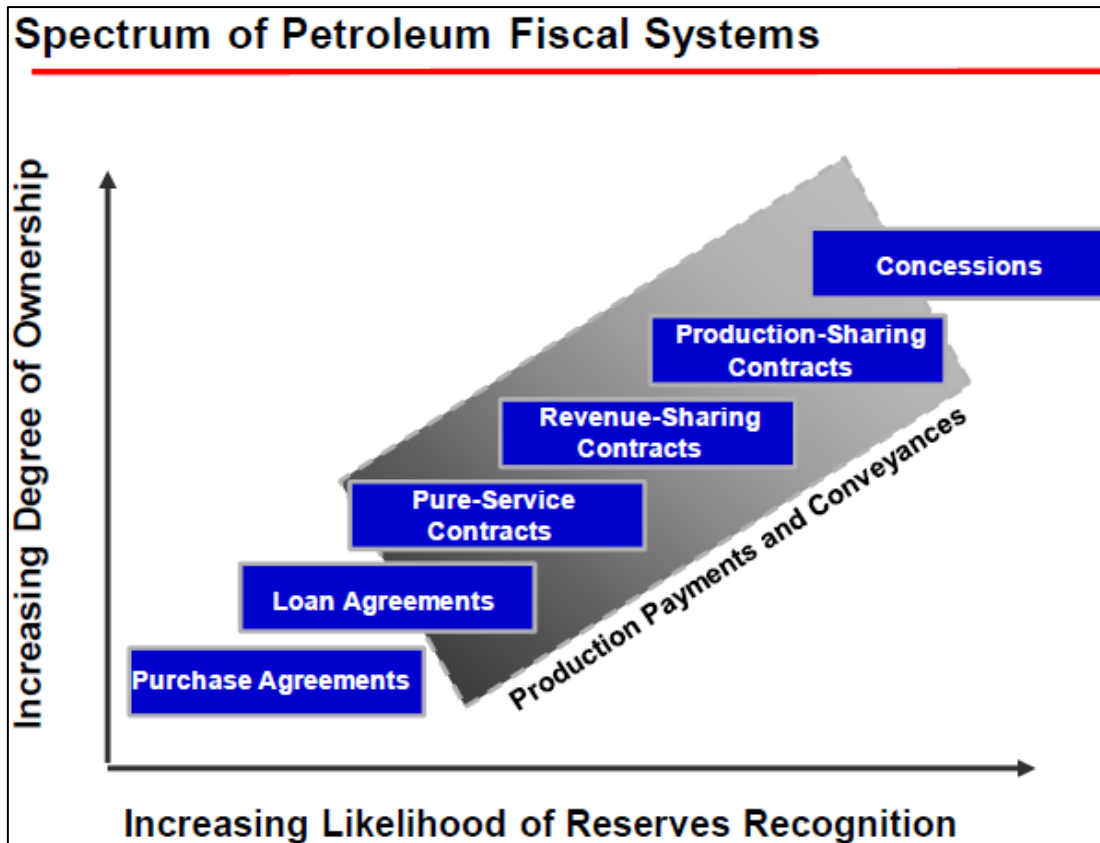 Spectrum of Petroleum Fiscal Systems
Increasing Degree of Ownership
Concessions
Production-Sharing
Contracts
Revenue-Sharing
Contracts
Pure-Service
Contracts
Loan Agreements
Purchase Agreements
Production Payments and Conveyances
Increasing Likelihood of Reserves Recognition